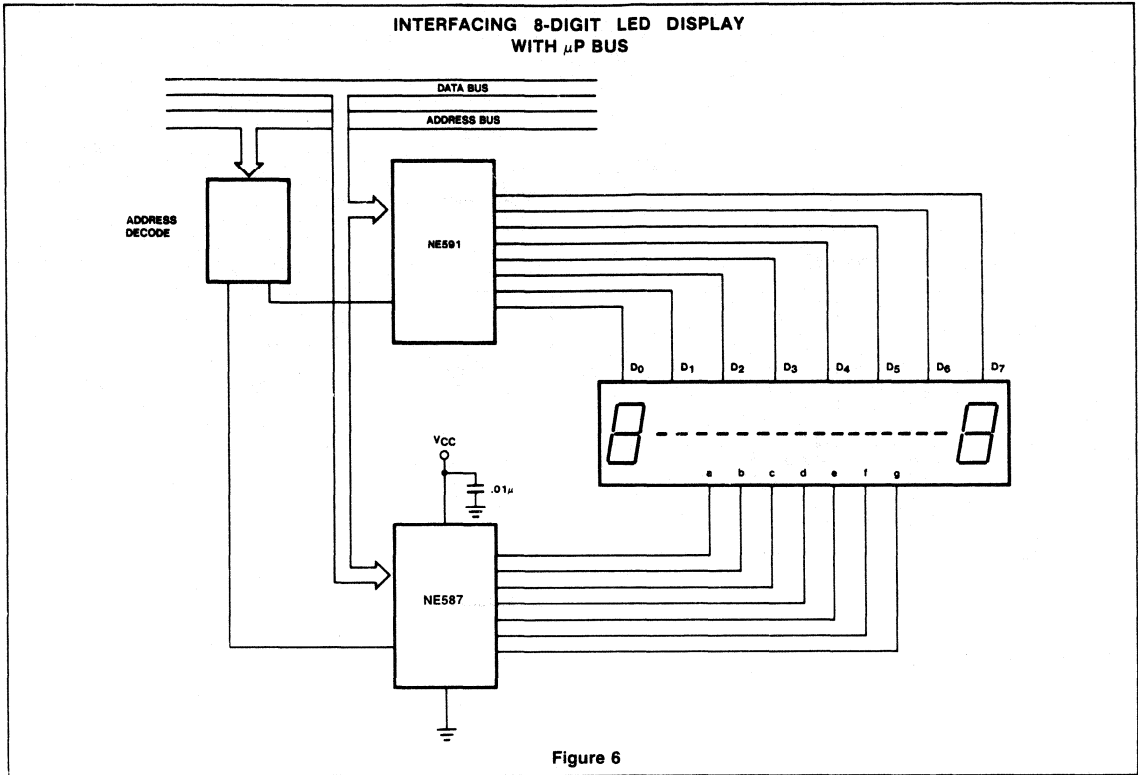 INTERFACING 8-DIGIT LED DISPLAY
WITH μP BUS
DATA BUS
ADDRESS BUS
ADDRESS
DECODE
NE591
D0 D1 D2 D3 D4 D5 D6 D7
a b c d e f g
VCC
.01μ
NE587
Figure 6